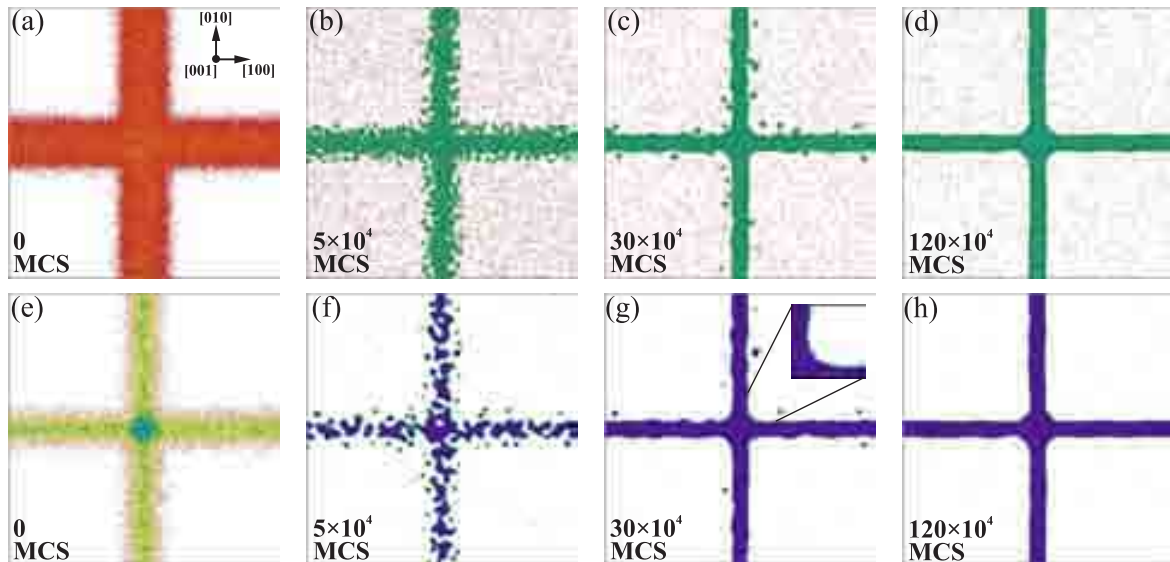 (a)
[010]
[001]
[100]
0
MCS
(b)
5×10⁴
MCS
(c)
30×10⁴
MCS
(d)
120×10⁴
MCS
(e)
0
MCS
(f)
5×10⁴
MCS
(g)
30×10⁴
MCS
(h)
120×10⁴
MCS